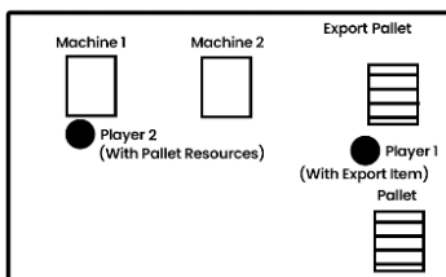 Export Pallet
Machine 1
Machine 2
Player 2
(With Pallet Resources)
Player 1
(With Export Item)
Pallet